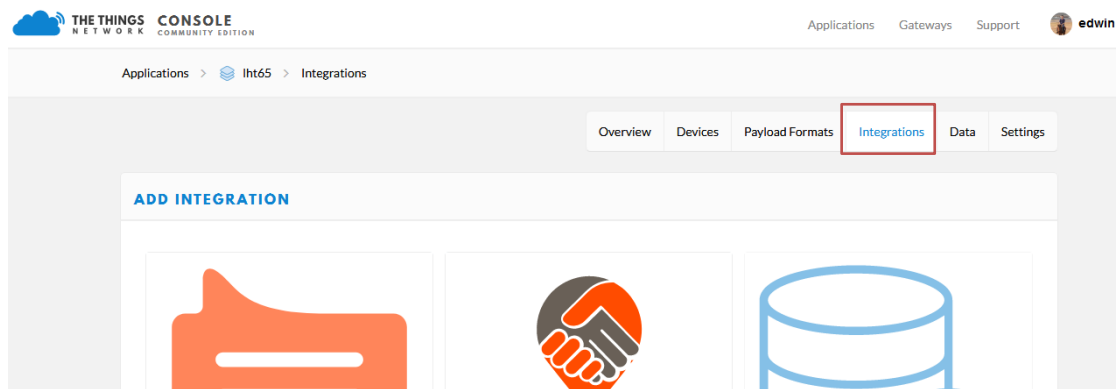 THE THINGS CONSOLE
NETWORK COMMUNITY EDITION
Applications Gateways Support edwin
Applications > lht65 > Integrations
Overview Devices Payload Formats Integrations Data Settings
ADD INTEGRATION